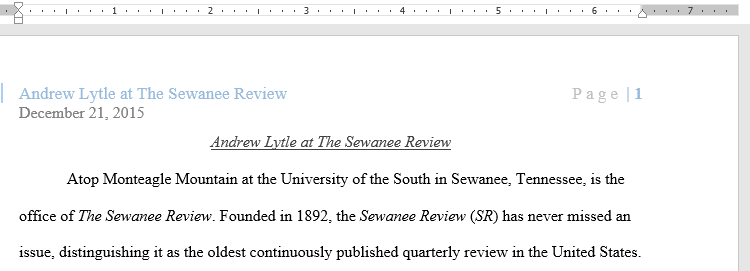 1 2 3 4 5 6 7
Andrew Lytle at The Sewanee Review Page | 1
December 21, 2015
Andrew Lytle at The Sewanee Review
Atop Monteagle Mountain at the University of the South in Sewanee, Tennessee, is the
office of The Sewanee Review. Founded in 1892, the Sewanee Review (SR) has never missed an
issue, distinguishing it as the oldest continuously published quarterly review in the United States.